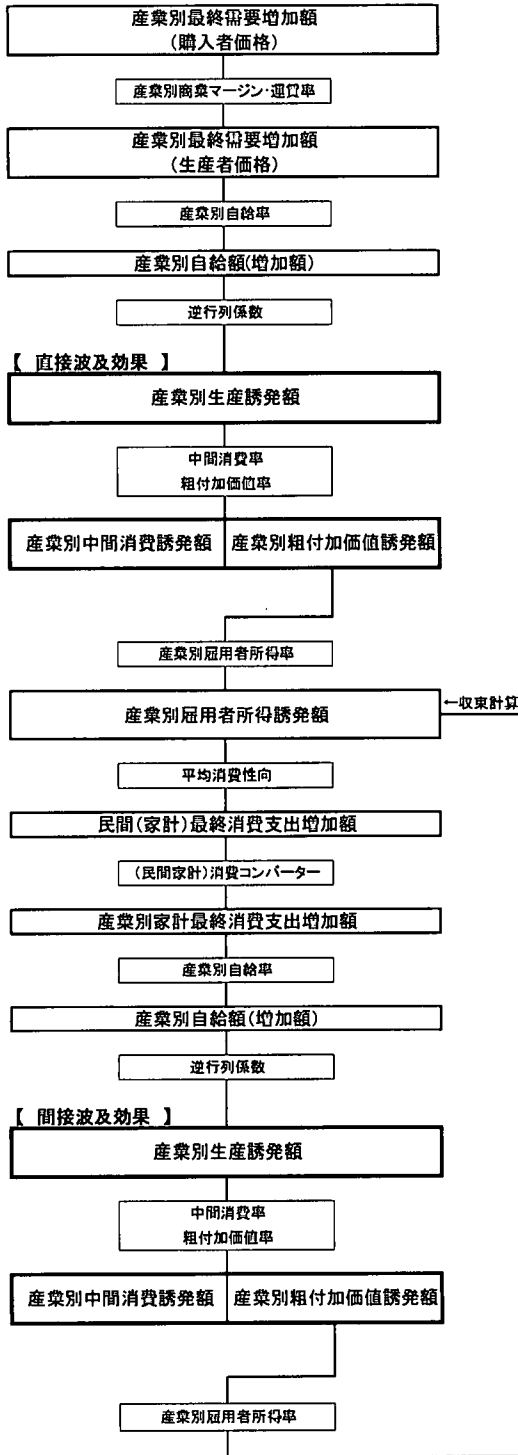 産業別最終需要増加額
(購入者価格)
産業別商業マージン・運賃率
産業別最終需要増加額
(生産者価格)
産業別自給率
産業別自給額(増加額)
逆行列係数
【 直接波及効果 】
産業別生産誘発額
中間消費率
粗付加価値率
産業別中間消費誘発額
産業別粗付加価値誘発額
産業別雇用者所得率
産業別雇用者所得誘発額
←収束計算
平均消費性向
民間(家計)最終消費支出増加額
(民間家計)消費コンバーター
産業別家計最終消費支出増加額
産業別自給率
産業別自給額(増加額)
逆行列係数
【 間接波及効果 】
産業別生産誘発額
中間消費率
粗付加価値率
産業別中間消費誘発額
産業別粗付加価値誘発額
産業別雇用者所得率